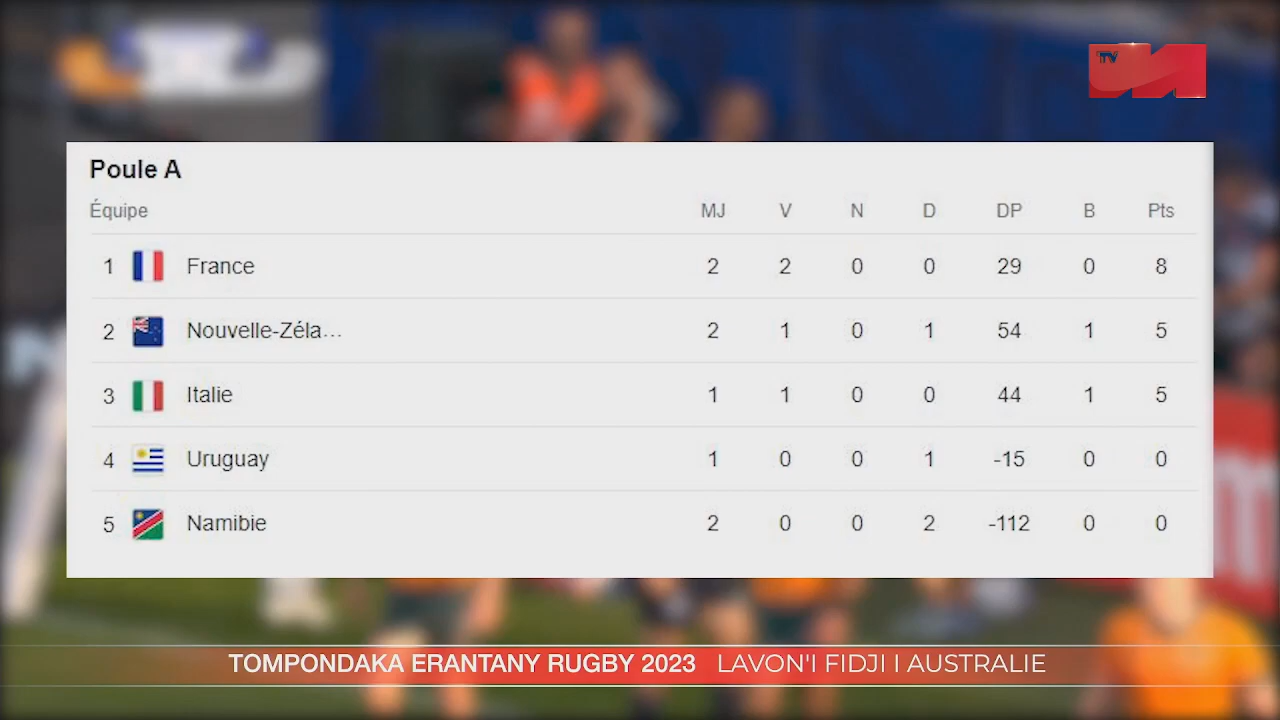 TVM
Poule A
Équipe MJ V N D DP B Pts
1 France 2 2 0 0 29 0 8
2 Nouvelle-Zéla... 2 1 0 1 54 1 5
3 Italie 1 1 0 0 44 1 5
4 Uruguay 1 0 0 1 -15 0 0
5 Namibie 2 0 0 2 -112 0 0
TOMPONDAKA ERANTANY RUGBY 2023 LAVON'I FIDJI I AUSTRALIE